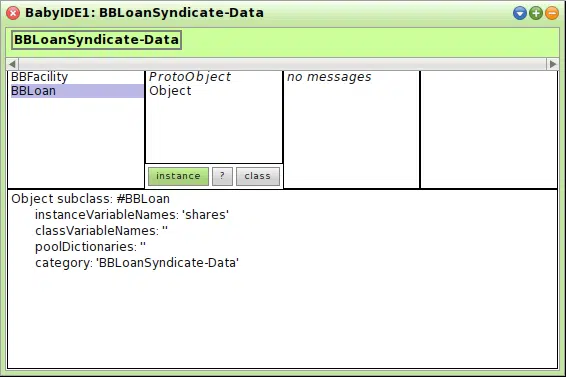 BabyIDE1: BBLoanSyndicate-Data
BBLoanSyndicate-Data
BBFacility
BBLoan
ProtoObject
Object
no messages
instance
?
class
Object subclass: #BBLoan
instanceVariableNames: 'shares'
classVariableNames: ''
poolDictionaries: ''
category: 'BBLoanSyndicate-Data'